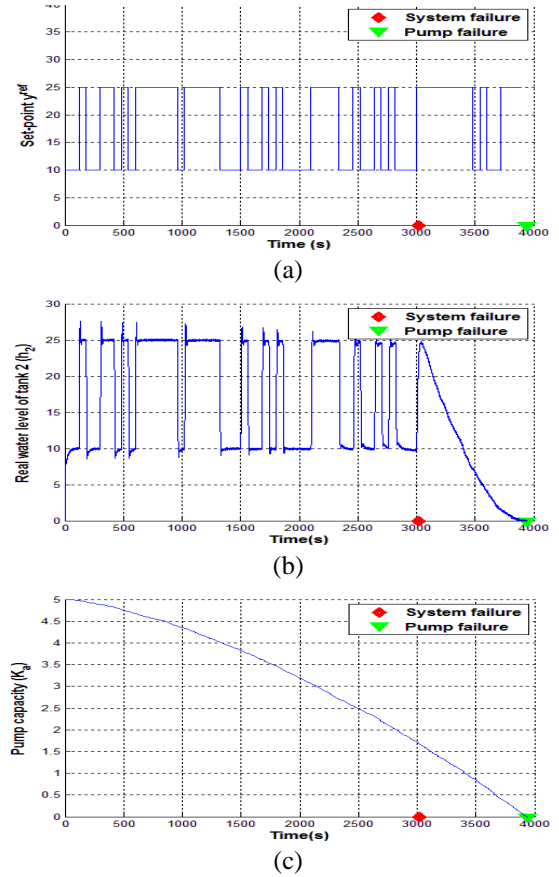 Set-point y^ref
40
35
30
25
20
15
10
5
0
System failure
Pump failure
0 500 1000 1500 2000 2500 3000 3500 4000
Time (s)
(a)
Real water level of tank 2 (h_2)
30
25
20
15
10
5
0
System failure
Pump failure
0 500 1000 1500 2000 2500 3000 3500 4000
Time(s)
(b)
Pump capacity (K_a)
5
4.5
4
3.5
3
2.5
2
1.5
1
0.5
0
System failure
Pump failure
0 500 1000 1500 2000 2500 3000 3500 4000
Time(s)
(c)